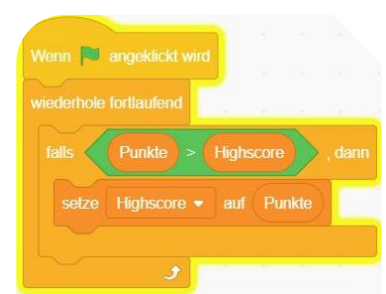 Wenn angeklickt wird
wiederhole fortlaufend
falls Punkte > Highscore , dann
setze Highscore auf Punkte